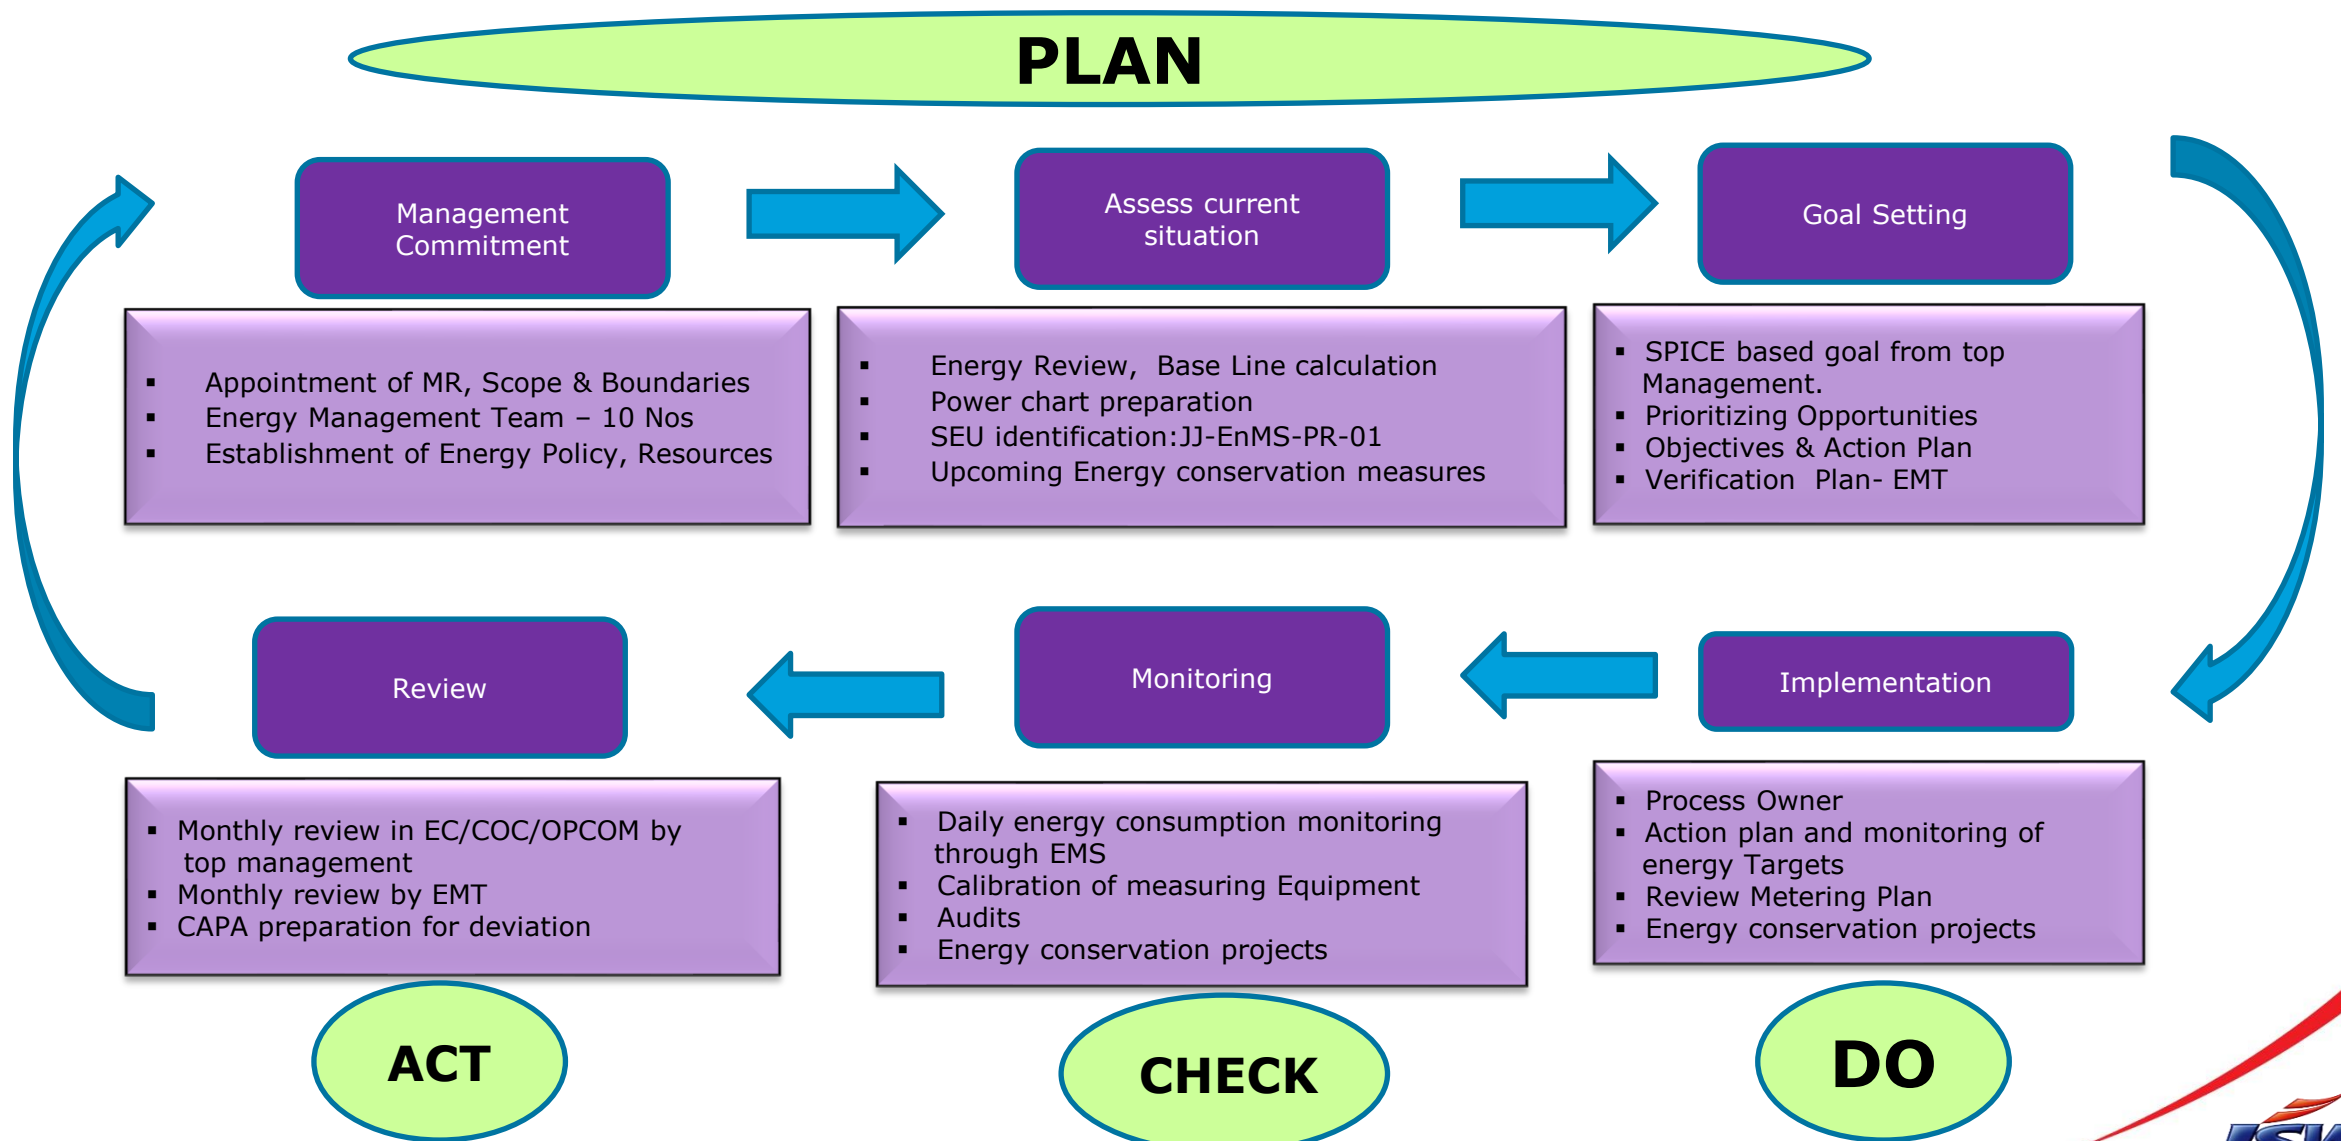 PLAN
Management
Commitment
Assess current
situation
Goal Setting
▪ Appointment of MR, Scope & Boundaries
▪ Energy Management Team – 10 Nos
▪ Establishment of Energy Policy, Resources
▪ Energy Review, Base Line calculation
▪ Power chart preparation
▪ SEU identification:JJ-EnMS-PR-01
▪ Upcoming Energy conservation measures
▪ SPICE based goal from top
Management.
▪ Prioritizing Opportunities
▪ Objectives & Action Plan
▪ Verification Plan- EMT
Review
Monitoring
Implementation
▪ Monthly review in EC/COC/OPCOM by
top management
▪ Monthly review by EMT
▪ CAPA preparation for deviation
▪ Daily energy consumption monitoring
through EMS
▪ Calibration of measuring Equipment
▪ Audits
▪ Energy conservation projects
▪ Process Owner
▪ Action plan and monitoring of
energy Targets
▪ Review Metering Plan
▪ Energy conservation projects
ACT
CHECK
DO